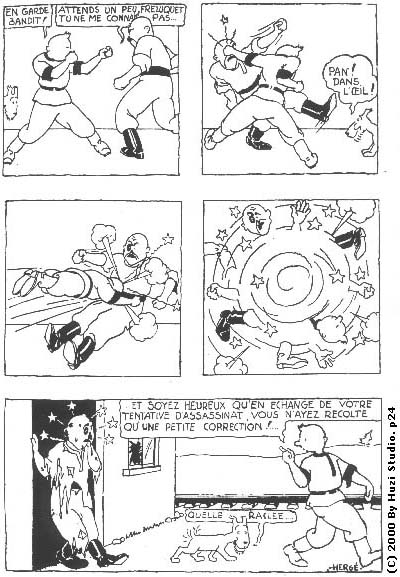 EN GARDE
BANDIT!
ATTENDS UN PEU, FRELUQUET
TU NE ME CONNAIS PAS...
PAN!
DANS
L'ŒIL!
ET SOYEZ HEUREUX QU'EN ECHANGE DE VOTRE
TENTATIVE D'ASSASSINAT, VOUS N'AYEZ RÉCOLTÉ
QU'UNE PETITE CORRECTION!...
QUELLE RACLEE...
-HERGÉ-
(C) 2000 By Huzi Studio. p24